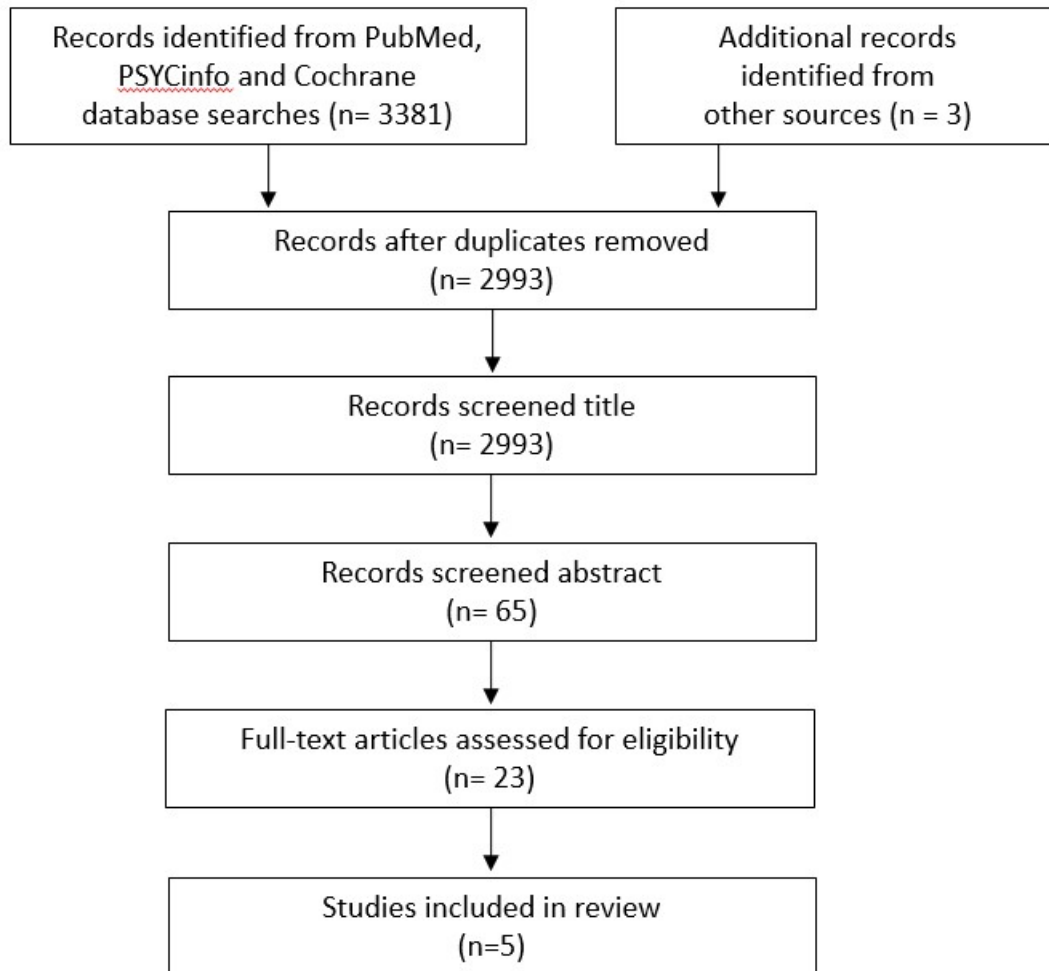 Records identified from PubMed,
PSYCinfo and Cochrane
database searches (n= 3381)
Additional records
identified from
other sources (n = 3)
Records after duplicates removed
(n= 2993)
Records screened title
(n= 2993)
Records screened abstract
(n= 65)
Full-text articles assessed for eligibility
(n= 23)
Studies included in review
(n=5)